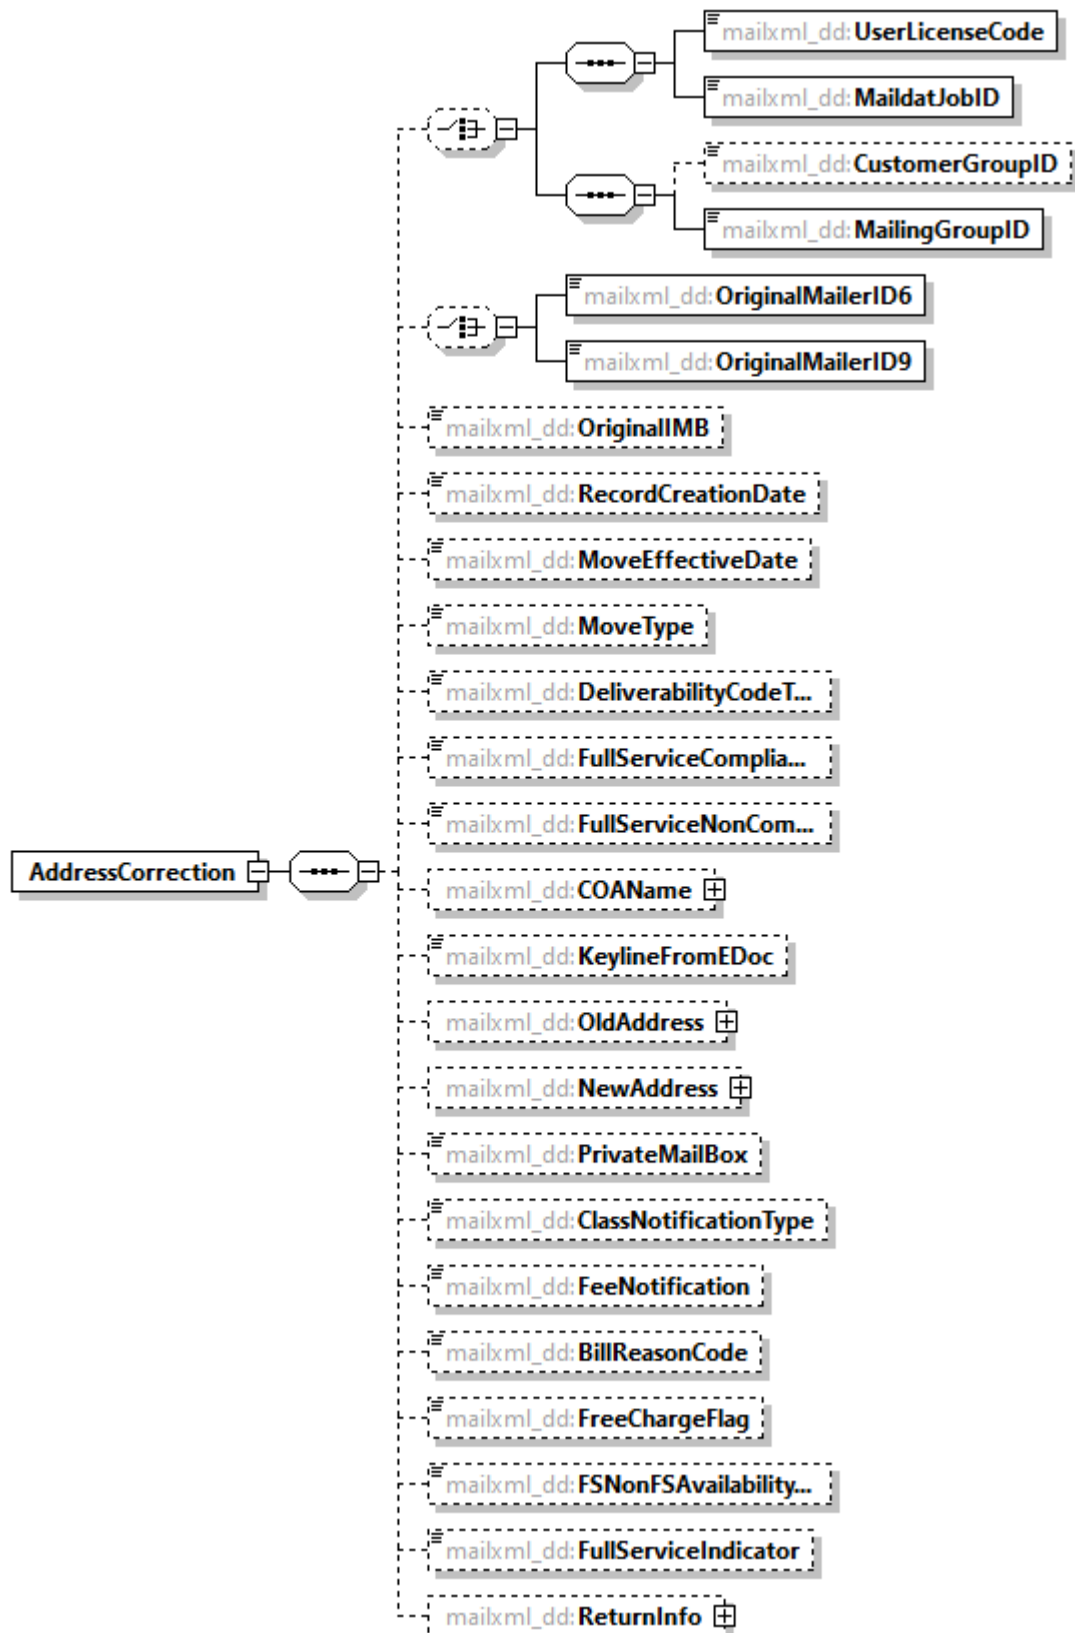 mailxml_dd:UserLicenseCode
mailxml_dd:MaildatJobID
mailxml_dd:CustomerGroupID
mailxml_dd:MailingGroupID
mailxml_dd:OriginalMailerID6
mailxml_dd:OriginalMailerID9
mailxml_dd:OriginalIMB
mailxml_dd:RecordCreationDate
mailxml_dd:MoveEffectiveDate
mailxml_dd:MoveType
mailxml_dd:DeliverabilityCodeT...
mailxml_dd:FullServiceComplia...
mailxml_dd:FullServiceNonCom...
AddressCorrection
mailxml_dd:COAName
mailxml_dd:KeylineFromEDoc
mailxml_dd:OldAddress
mailxml_dd:NewAddress
mailxml_dd:PrivateMailBox
mailxml_dd:ClassNotificationType
mailxml_dd:FeeNotification
mailxml_dd:BillReasonCode
mailxml_dd:FreeChargeFlag
mailxml_dd:FSNonFSAvailability...
mailxml_dd:FullServiceIndicator
mailxml_dd:ReturnInfo